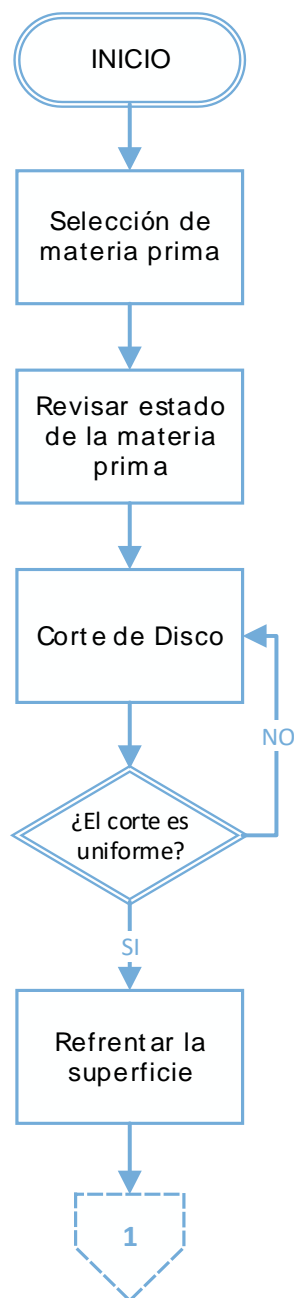 INICIO
Selección de
materia prima
Revisar estado
de la materia
prima
Corte de Disco
NO
¿El corte es
uniforme?
SI
Refrentar la
superficie
1